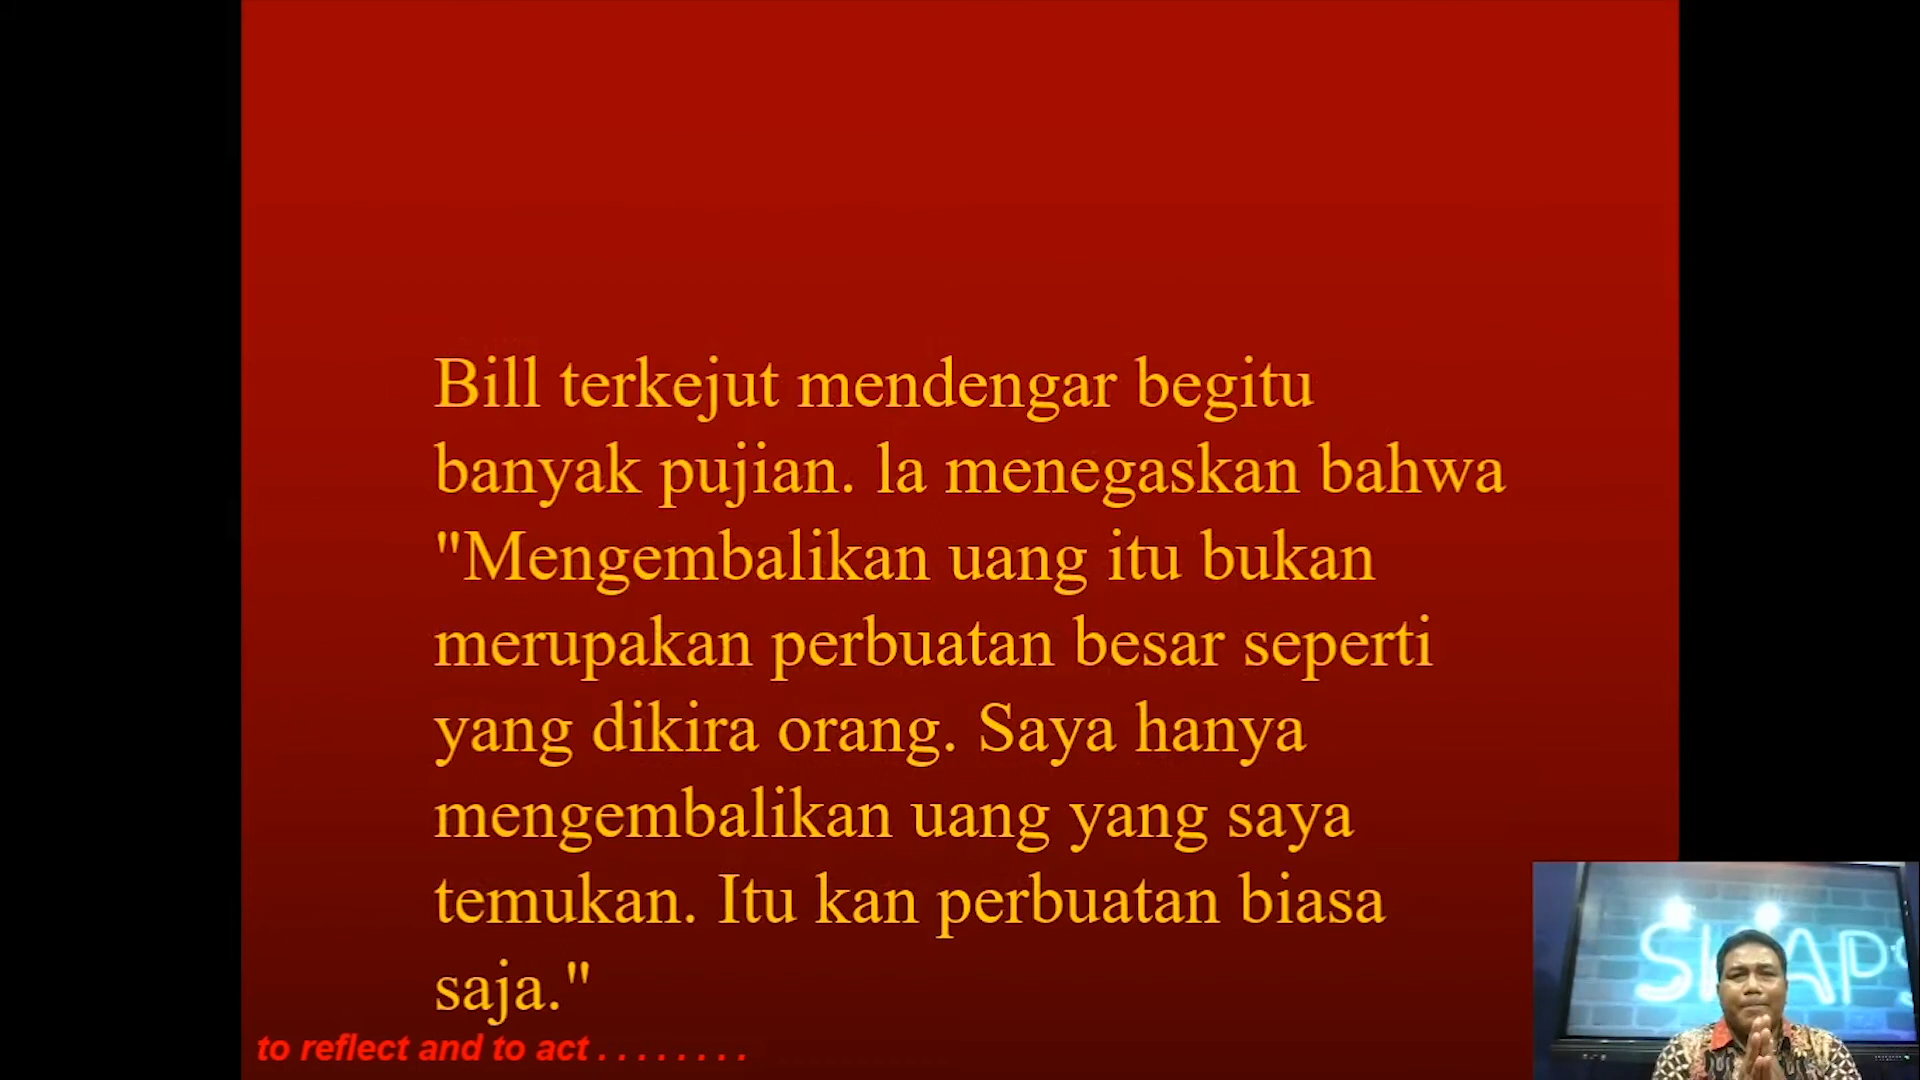 Bill terkejut mendengar begitu
banyak pujian. la menegaskan bahwa
"Mengembalikan uang itu bukan
merupakan perbuatan besar seperti
yang dikira orang. Saya hanya
mengembalikan uang yang saya
temukan. Itu kan perbuatan biasa
saja."
to reflect and to act . . . . . . . .